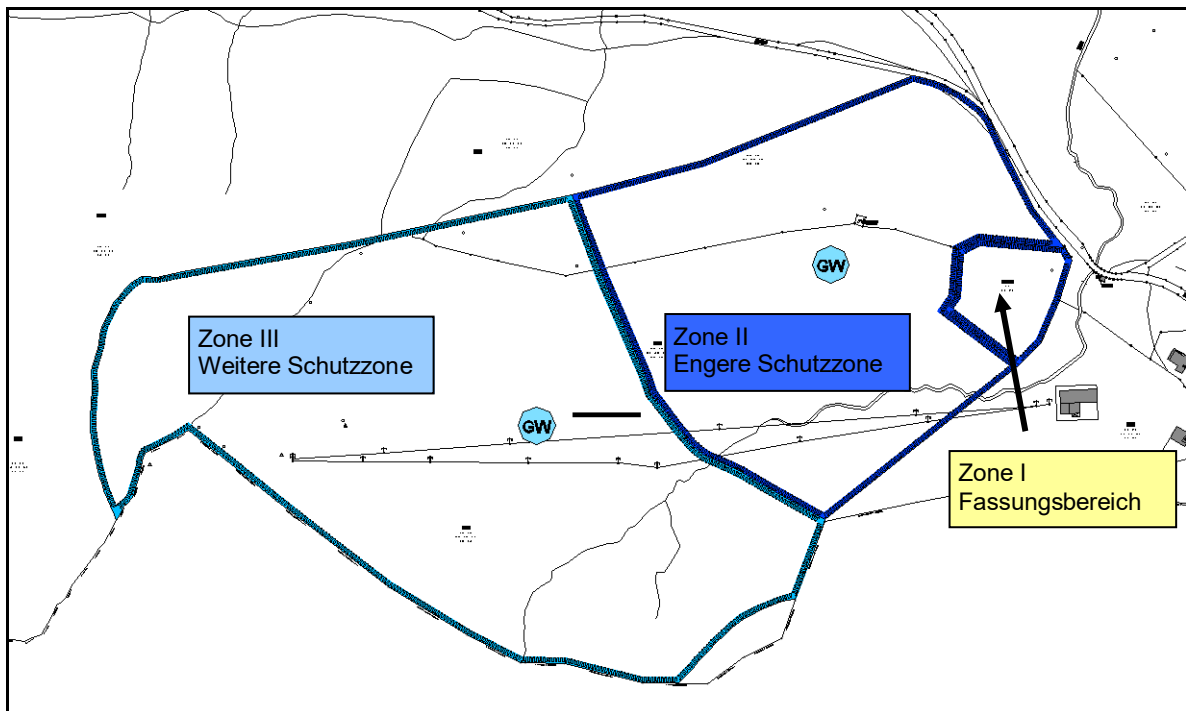 GW
Zone III
Weitere Schutzzone
Zone II
Engere Schutzzone
GW
Zone I
Fassungsbereich